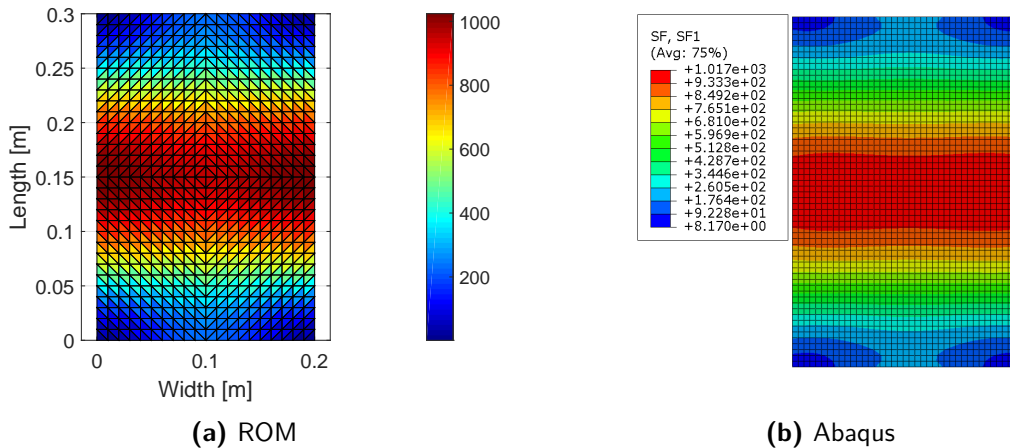 0.3
0.25
0.2
0.15
0.1
0.05
0
Length [m]
0 0.1 0.2
Width [m]
1000
800
600
400
200
(a) ROM
SF, SF1
(Avg: 75%)
+1.017e+03
+9.333e+02
+8.492e+02
+7.651e+02
+6.810e+02
+5.969e+02
+5.128e+02
+4.287e+02
+3.446e+02
+2.605e+02
+1.764e+02
+9.228e+01
+8.170e+00
(b) Abaqus